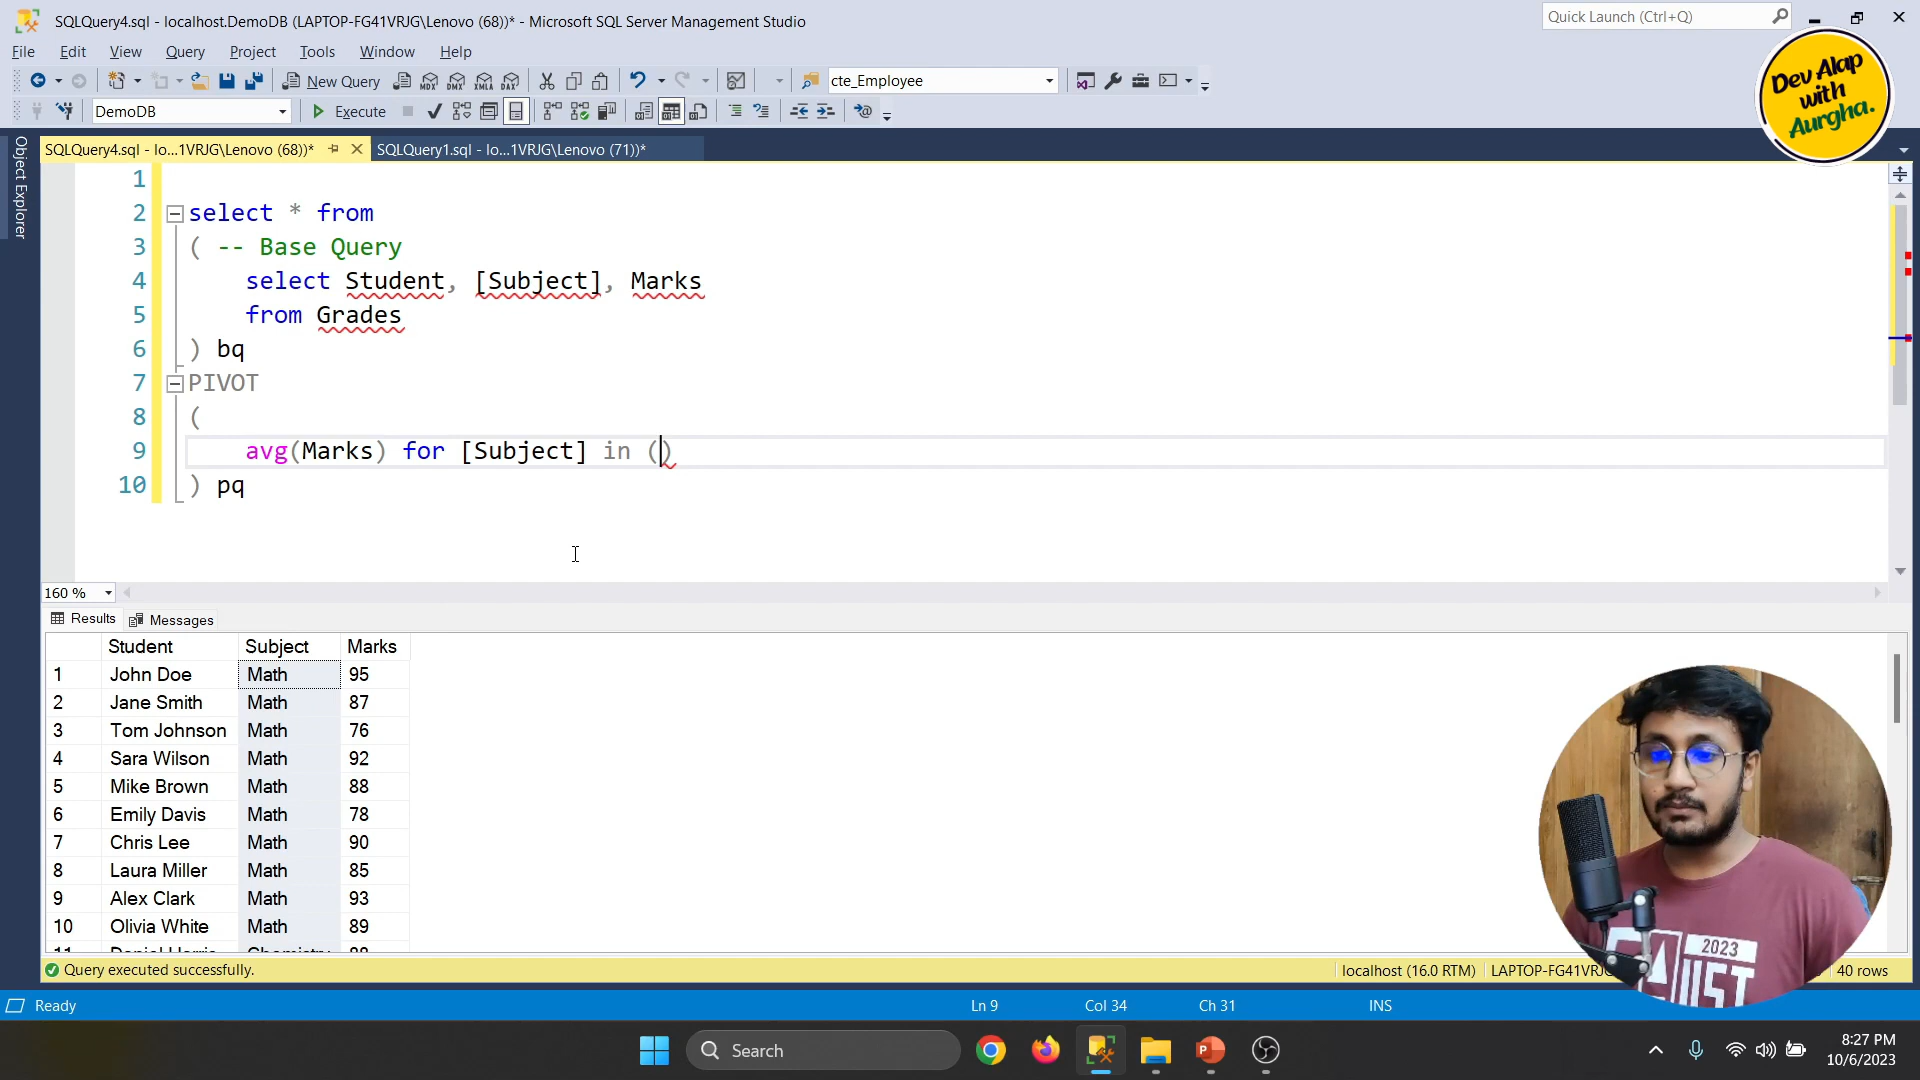 SQLQuery4.sql - localhost.DemoDB (LAPTOP-FG41VRJG\Lenovo (68))* - Microsoft SQL Server Management Studio
Quick Launch (Ctrl+Q)
File Edit View Query Project Tools Window Help
New Query
MDX DMX XMLA DAX
cte_Employee
DemoDB
Execute
Dev Alap
with
Aurgha.
SQLQuery4.sql - lo...1VRJG\Lenovo (68))*
SQLQuery1.sql - lo...1VRJG\Lenovo (71))*
Object Explorer
1
2 select * from
3 ( -- Base Query
4 select Student, [Subject], Marks
5 from Grades
6 ) bq
7 PIVOT
8 (
9 avg(Marks) for [Subject] in ()
10 ) pq
160 %
Results Messages
Student Subject Marks
1 John Doe Math 95
2 Jane Smith Math 87
3 Tom Johnson Math 76
4 Sara Wilson Math 92
5 Mike Brown Math 88
6 Emily Davis Math 78
7 Chris Lee Math 90
8 Laura Miller Math 85
9 Alex Clark Math 93
10 Olivia White Math 89
2023
Query executed successfully.
localhost (16.0 RTM)
40 rows
Ready
Ln 9
Col 34
Ch 31
INS
Search
8:27 PM
10/6/2023